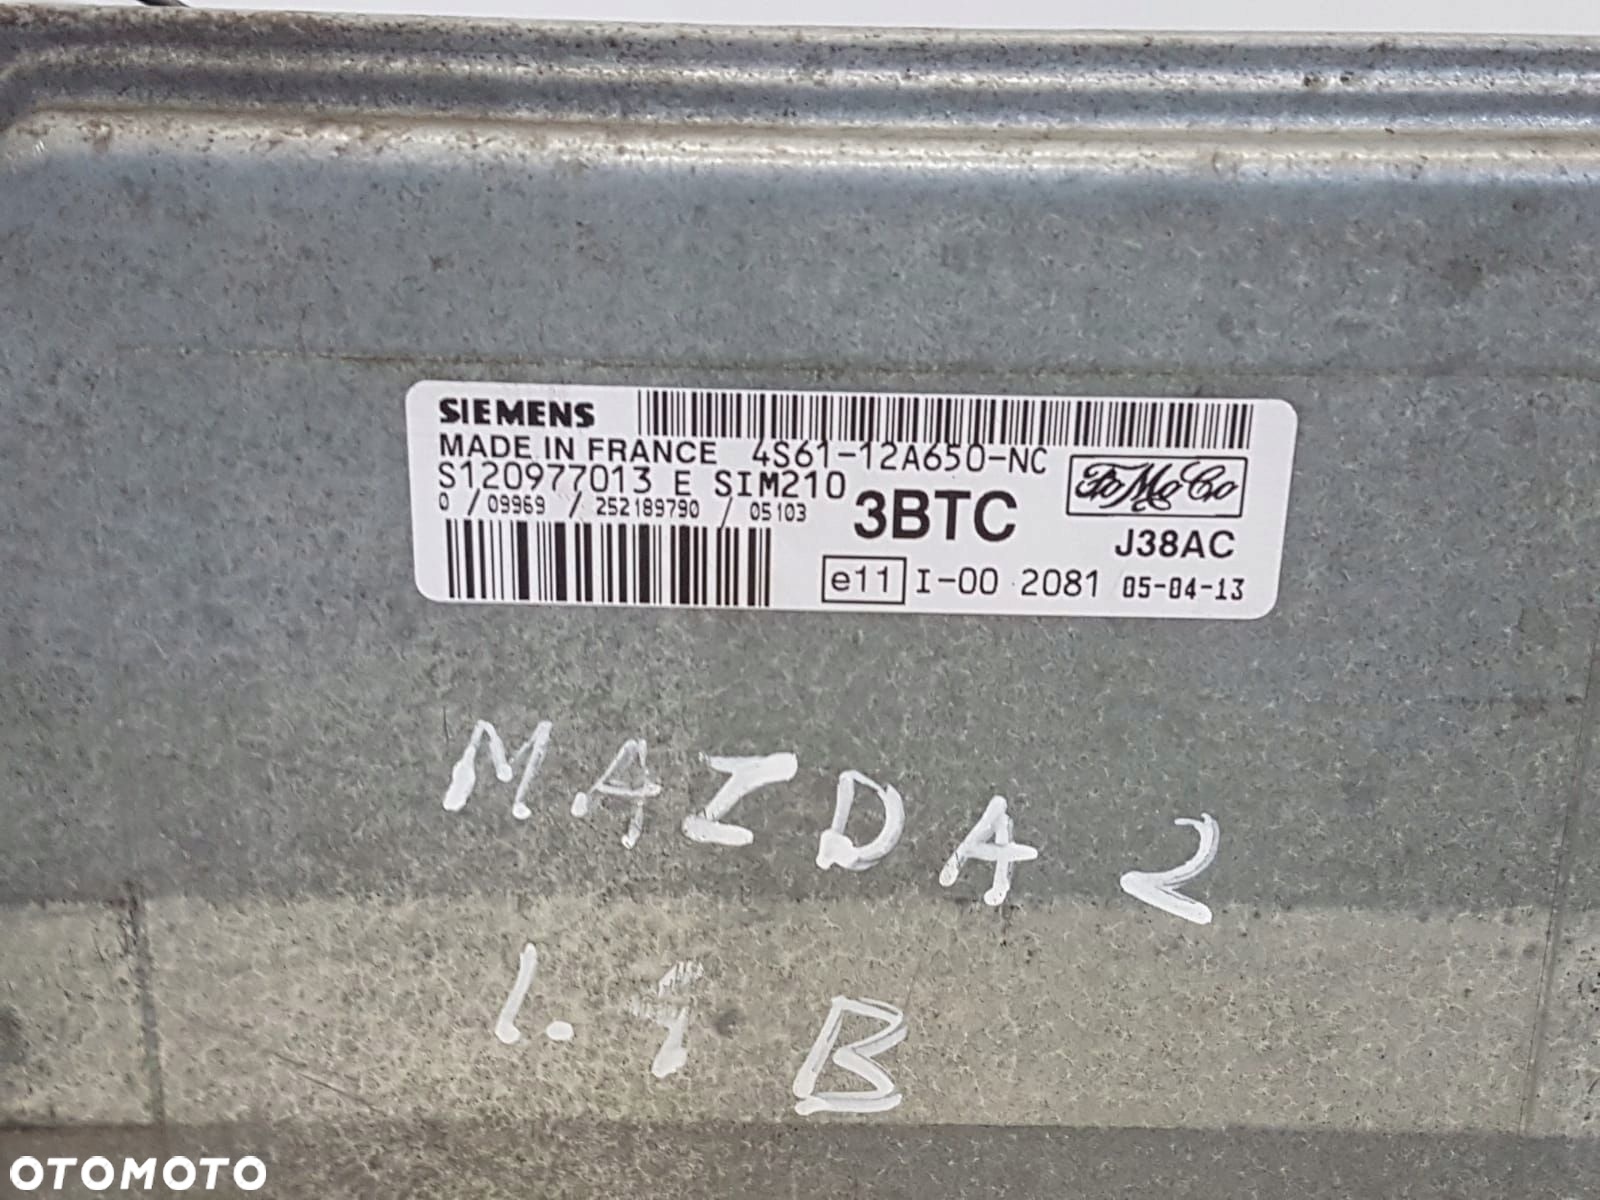 SIEMENS
MADE IN FRANCE 4S61-12A650-NC
S120977013 E SIM210
FoMoCo
0 / 09969 / 252189790 / 05103
3BTC
J38AC
e11 I-00 2081 05-04-13
MAZDA 2
1.4 B
OTOMOTO